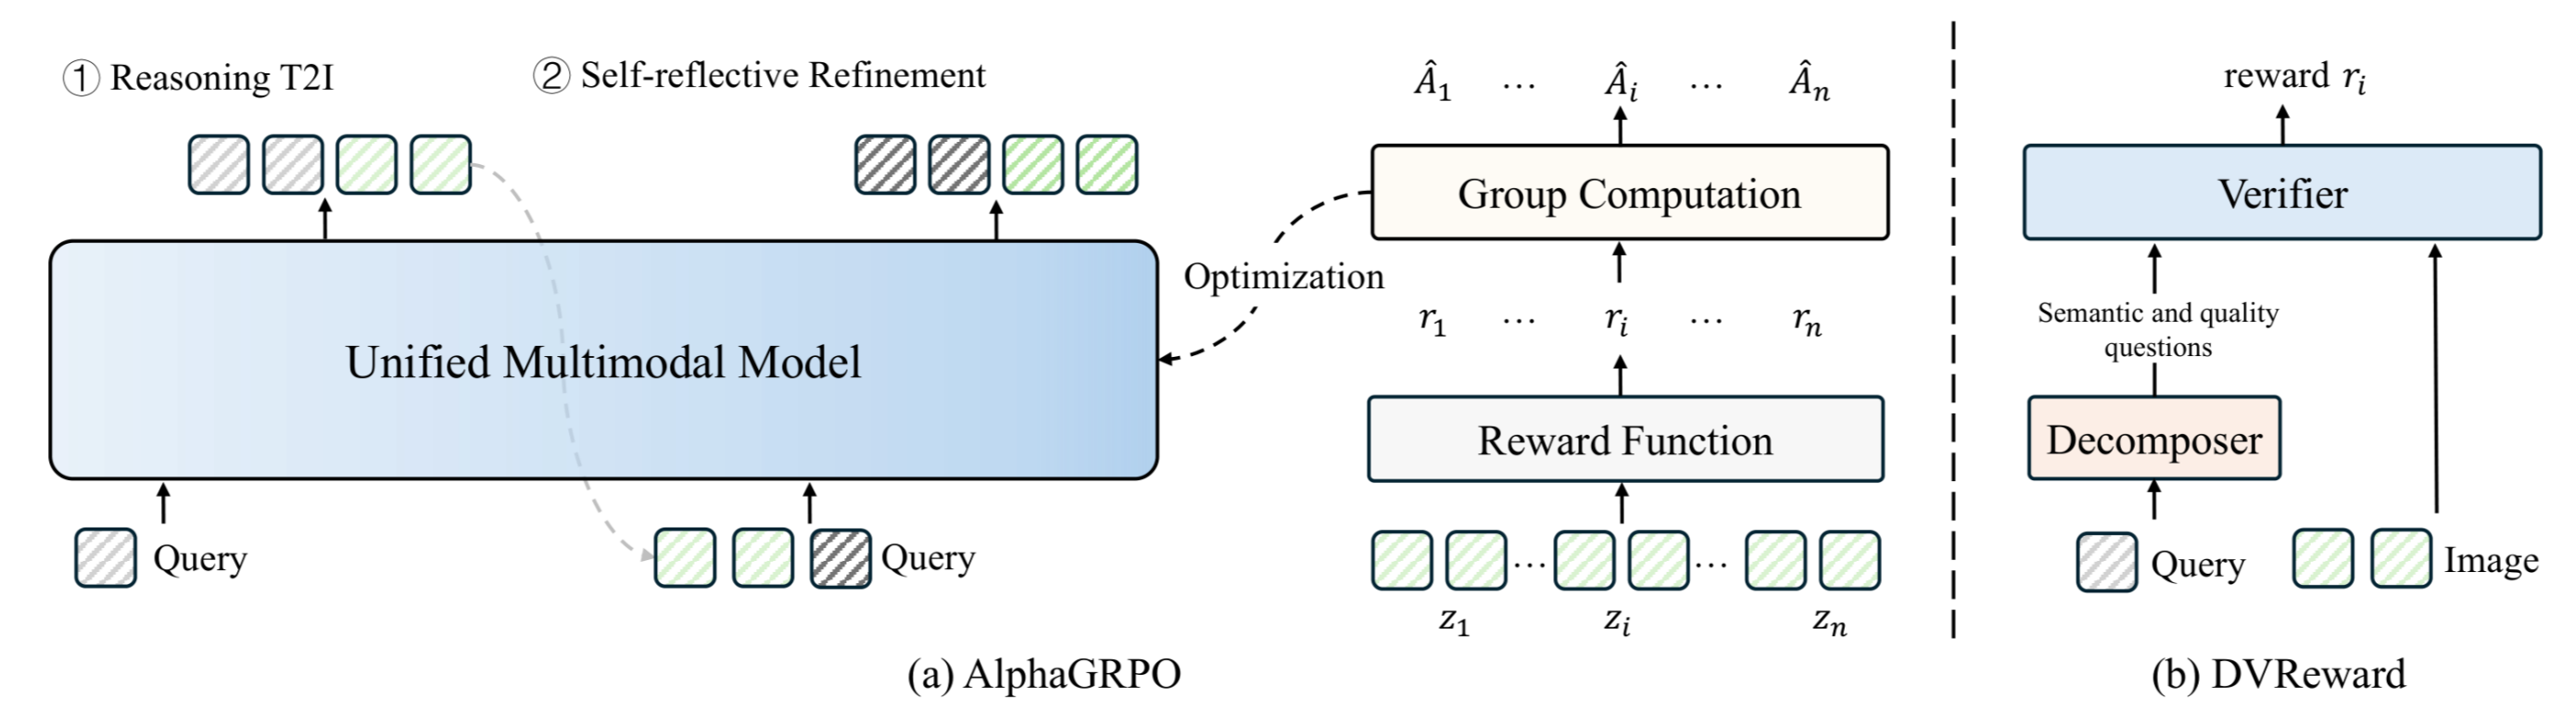 ① Reasoning T2I
② Self-reflective Refinement
Unified Multimodal Model
Query
Query
Optimization
Â₁ ... Âᵢ ... Âₙ
Group Computation
r₁ ... rᵢ ... rₙ
Reward Function
... ...
z₁ zᵢ zₙ
(a) AlphaGRPO
reward rᵢ
Verifier
Semantic and quality
questions
Decomposer
Query
Image
(b) DVReward